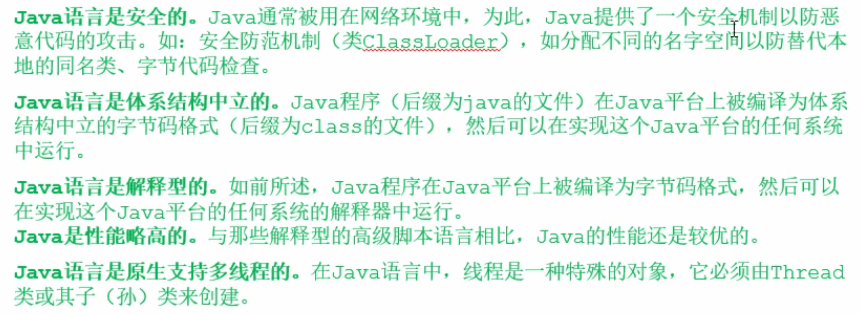 Java语言是安全的。Java通常被用在网络环境中，为此，Java提供了一个安全机制以防恶
意代码的攻击。如：安全防范机制（类ClassLoader），如分配不同的名字空间以防替代本
地的同名类、字节代码检查。
Java语言是体系结构中立的。Java程序（后缀为java的文件）在Java平台上被编译为体系
结构中立的字节码格式（后缀为class的文件），然后可以在实现这个Java平台的任何系统
中运行。
Java语言是解释型的。如前所述，Java程序在Java平台上被编译为字节码格式，然后可以
在实现这个Java平台的任何系统的解释器中运行。
Java是性能略高的。与那些解释型的高级脚本语言相比，Java的性能还是较优的。
Java语言是原生支持多线程的。在Java语言中，线程是一种特殊的对象，它必须由Thread
类或其子（孙）类来创建。